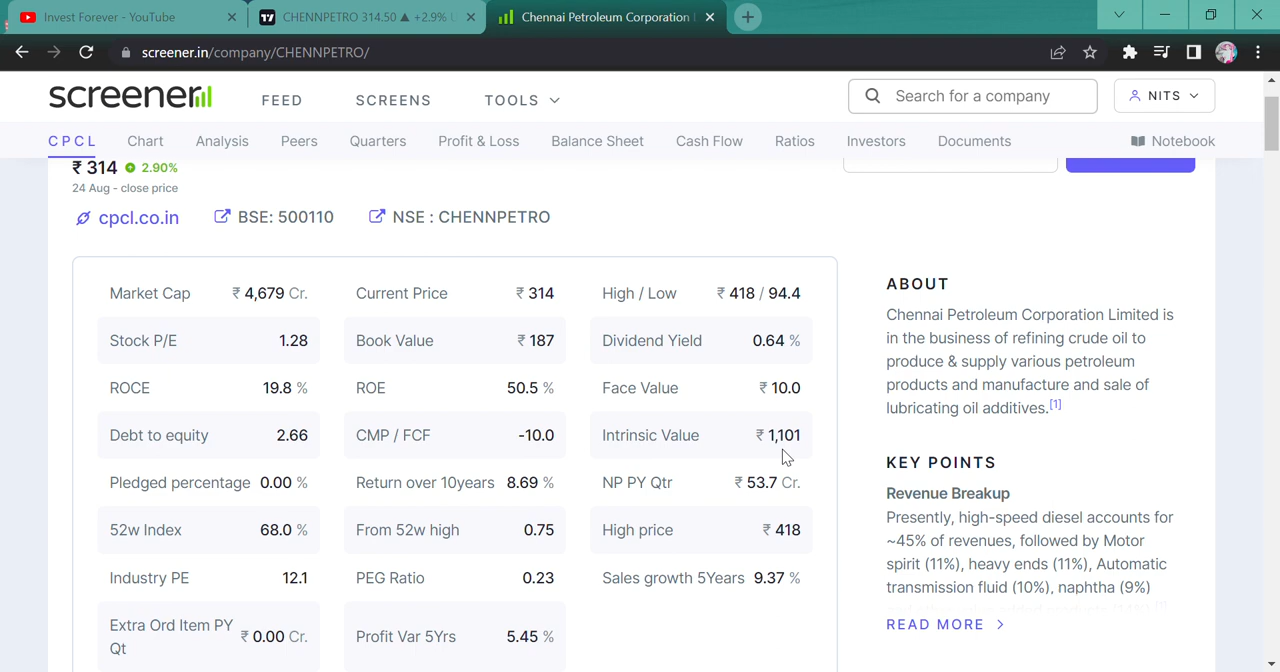 Invest Forever - YouTube
CHENNPETRO 314.50 ▲ +2.9%
Chennai Petroleum Corporation
screener.in/company/CHENNPETRO/
screener
FEED
SCREENS
TOOLS
Search for a company
NITS
CPCL
Chart
Analysis
Peers
Quarters
Profit & Loss
Balance Sheet
Cash Flow
Ratios
Investors
Documents
Notebook
₹ 314 2.90%
24 Aug - close price
cpcl.co.in
BSE: 500110
NSE : CHENNPETRO
Market Cap ₹ 4,679 Cr.
Current Price ₹ 314
High / Low ₹ 418 / 94.4
Stock P/E 1.28
Book Value ₹ 187
Dividend Yield 0.64 %
ROCE 19.8 %
ROE 50.5 %
Face Value ₹ 10.0
Debt to equity 2.66
CMP / FCF -10.0
Intrinsic Value ₹ 1,101
Pledged percentage 0.00 %
Return over 10years 8.69 %
NP PY Qtr ₹ 53.7 Cr.
52w Index 68.0 %
From 52w high 0.75
High price ₹ 418
Industry PE 12.1
PEG Ratio 0.23
Sales growth 5Years 9.37 %
Extra Ord Item PY
Qt ₹ 0.00 Cr.
Profit Var 5Yrs 5.45 %
ABOUT
Chennai Petroleum Corporation Limited is
in the business of refining crude oil to
produce & supply various petroleum
products and manufacture and sale of
lubricating oil additives.[1]
KEY POINTS
Revenue Breakup
Presently, high-speed diesel accounts for
~45% of revenues, followed by Motor
spirit (11%), heavy ends (11%), Automatic
transmission fluid (10%), naphtha (9%)
READ MORE >